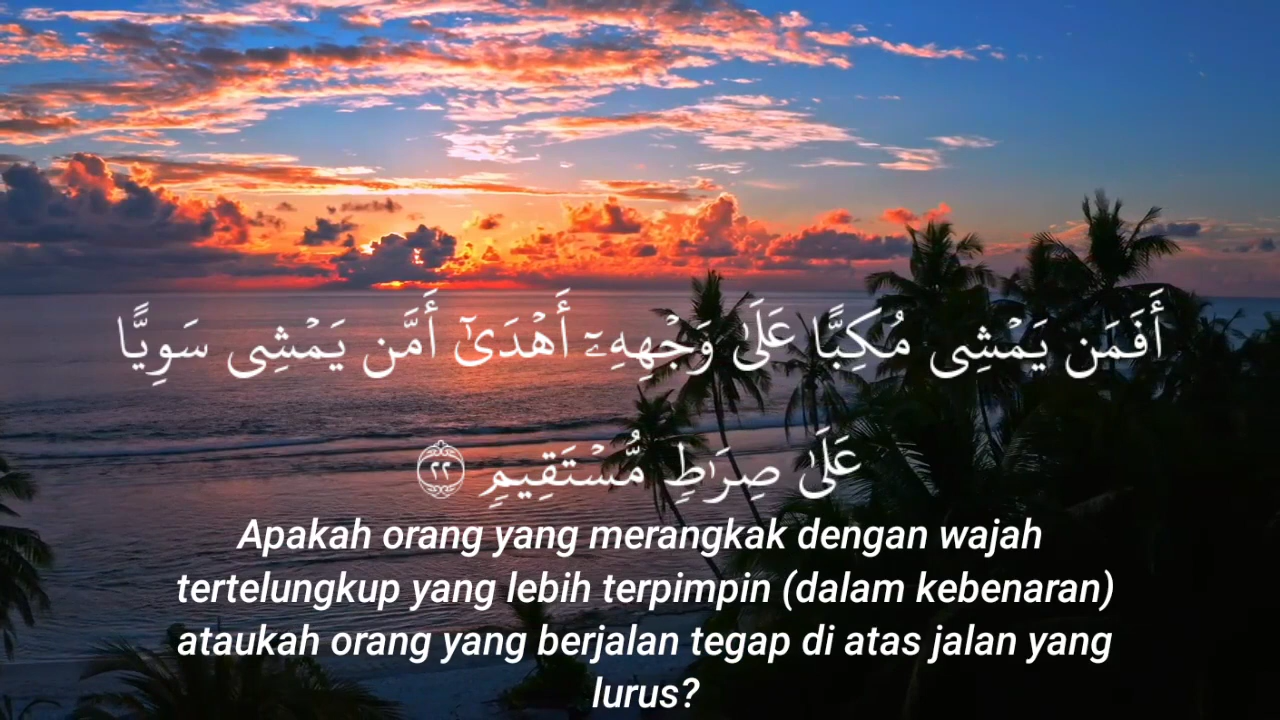 أَفَمَن يَمْشِى مُكِبًّا عَلَىٰ وَجْهِهِۦٓ أَهْدَىٰٓ أَمَّن يَمْشِى سَوِيًّا
عَلَىٰ صِرَٰطٍ مُّسْتَقِيمٍ ٢٢
Apakah orang yang merangkak dengan wajah
tertelungkup yang lebih terpimpin (dalam kebenaran)
ataukah orang yang berjalan tegap di atas jalan yang
lurus?